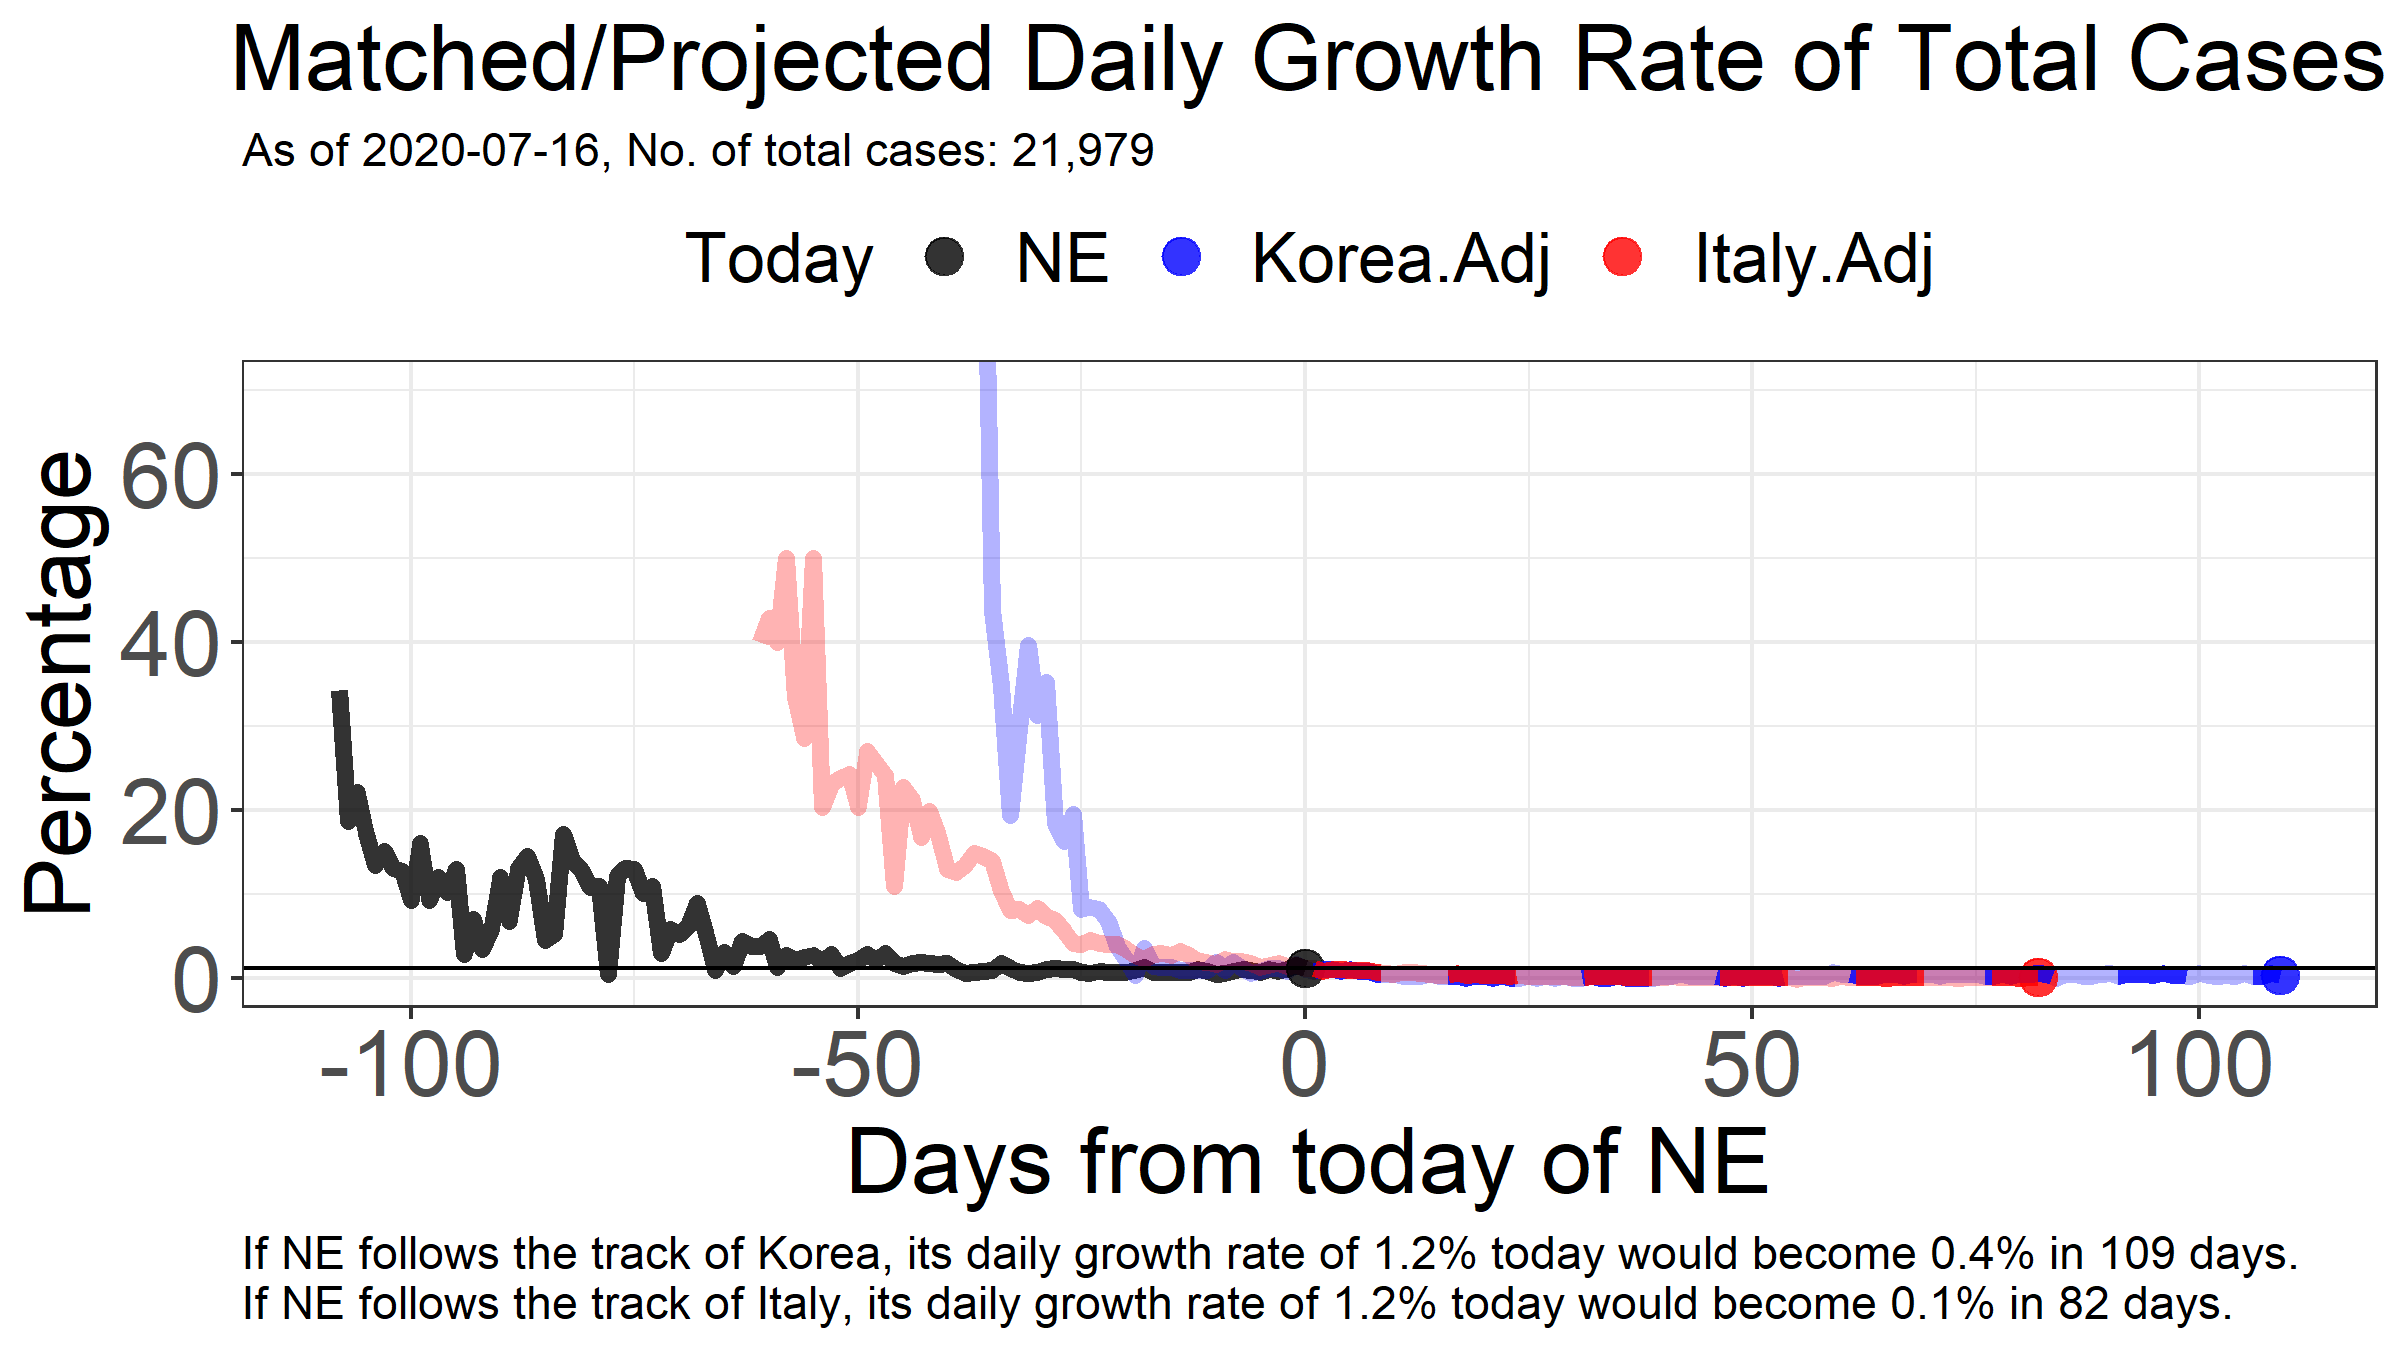 Matched/Projected Daily Growth Rate of Total Cases
As of 2020-07-16, No. of total cases: 21,979
Today NE Korea.Adj Italy.Adj
Percentage
60
40
20
0
-100 -50 0 50 100
Days from today of NE
If NE follows the track of Korea, its daily growth rate of 1.2% today would become 0.4% in 109 days.
If NE follows the track of Italy, its daily growth rate of 1.2% today would become 0.1% in 82 days.